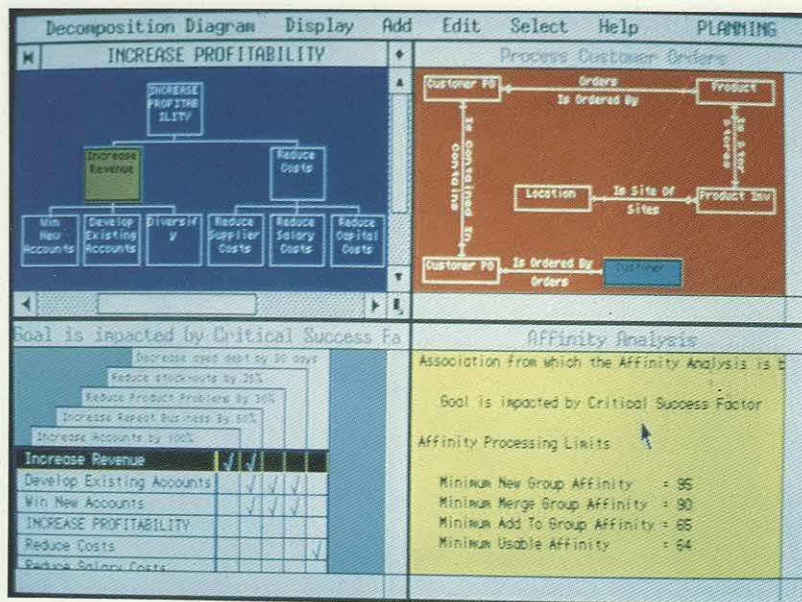 Decomposition Diagram Display Add Edit Select Help PLANNING
INCREASE PROFITABILITY
INCREASE
PROFITAB
ILITY
Increase
Revenue
Reduce
Costs
Win
New
Accounts
Develop
Existing
Accounts
Diversif
y
Reduce
Supplier
Costs
Reduce
Salary
Costs
Reduce
Capital
Costs
Process Customer Orders
Customer PO
Orders
Is Ordered By
Product
Is Contained In
Contains
Is Stor
Stores
Location
Is Site Of
Sites
Product Inv
Customer PO
Is Ordered By
Orders
Customer
Goal is impacted by Critical Success Fa
Decrease aged debt by 30 days
Reduce stock-outs by 25%
Reduce Product Problems By 30%
Increase Repeat Business By 50%
Increase Accounts by 100%
Increase Revenue √ √
Develop Existing Accounts √ √ √
Win New Accounts √ √ √
INCREASE PROFITABILITY
Reduce Costs √
Reduce Salary Costs
Affinity Analysis
Association from which the Affinity Analysis is
Goal is impacted by Critical Success Factor
Affinity Processing Limits
Minimum New Group Affinity = 95
Minimum Merge Group Affinity = 90
Minimum Add To Group Affinity = 65
Minimum Usable Affinity = 64